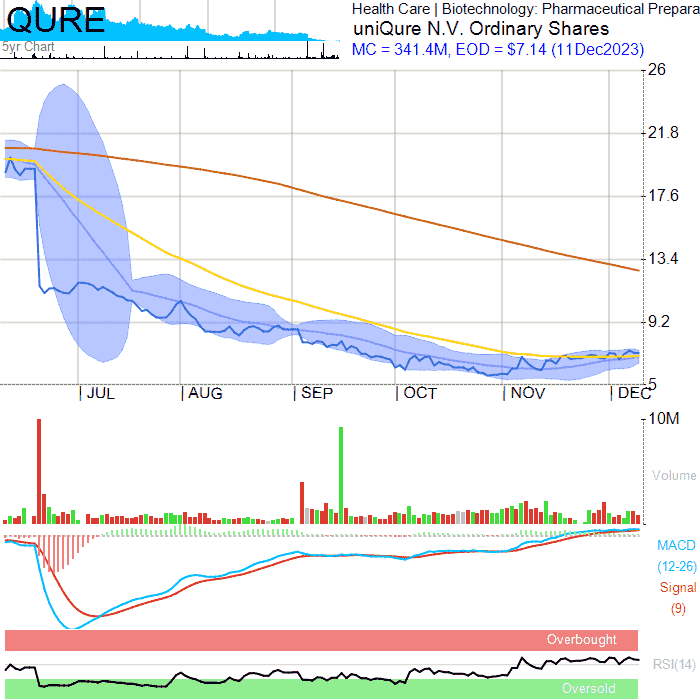 QURE
Health Care | Biotechnology: Pharmaceutical Prepara
uniQure N.V. Ordinary Shares
5yr Chart
MC = 341.4M, EOD = $7.14 (11Dec2023)
26
21.8
17.6
13.4
9.2
5
JUL AUG SEP OCT NOV DEC
10M
Volume
MACD
(12-26)
Signal
(9)
Overbought
RSI(14)
Oversold